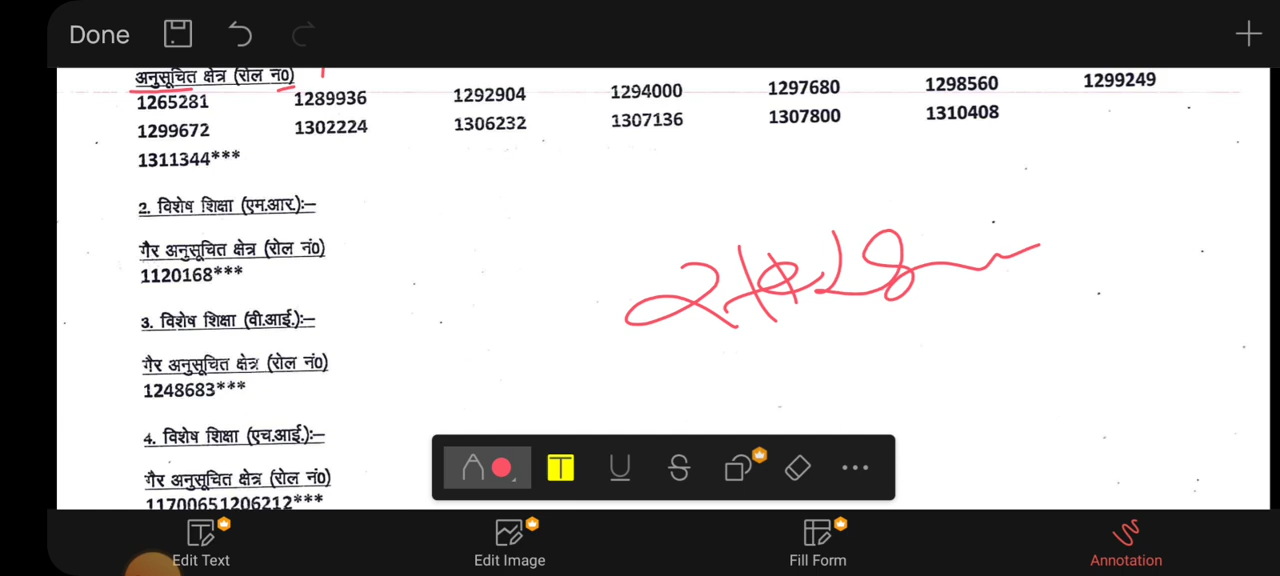 Done
अनुसूचित क्षेत्र (रोल न0)
1265281 1289936 1292904 1294000 1297680 1298560 1299249
1299672 1302224 1306232 1307136 1307800 1310408
1311344***
2. विशेष शिक्षा (एम.आर.):–
गैर अनुसूचित क्षेत्र (रोल नं0)
1120168***
3. विशेष शिक्षा (वी.आई.):–
गैर अनुसूचित क्षेत्र (रोल नं0)
1248683***
4. विशेष शिक्षा (एच.आई.):–
गैर अनुसूचित क्षेत्र (रोल नं0)
11700651206212***
Edit Text Edit Image Fill Form Annotation